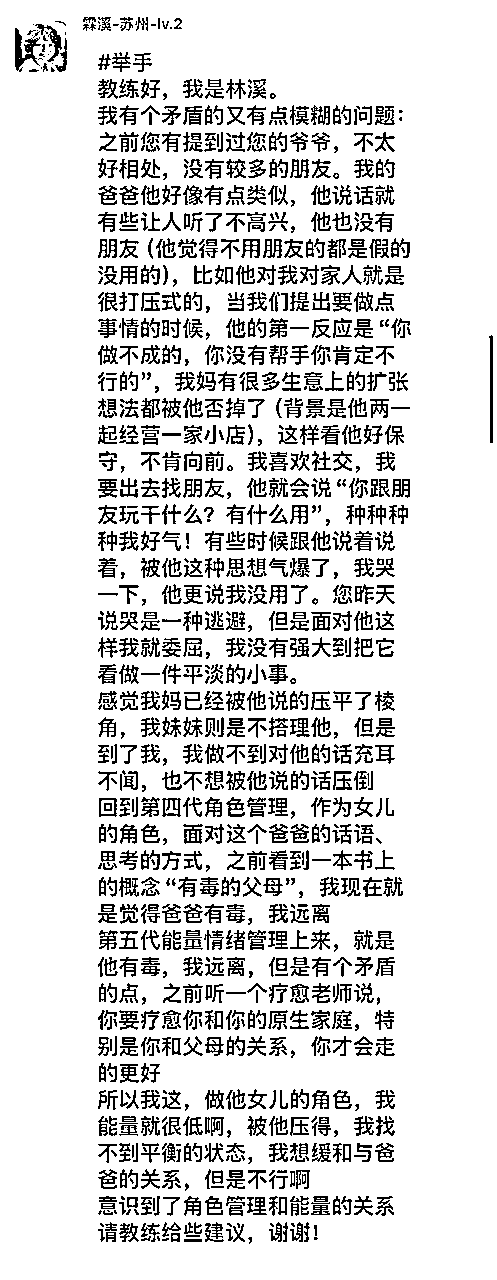 霖溪-苏州-lv.2
#举手
教练好，我是林溪。
我有个矛盾的又有点模糊的问题：
之前您有提到过您的爷爷，不太
好相处，没有较多的朋友。我的
爸爸他好像有点类似，他说话就
有些让人听了不高兴，他也没有
朋友（他觉得不用朋友的都是假的
没用的），比如他对我对家人就是
很打压式的，当我们提出要做点
事情的时候，他的第一反应是“你
做不成的，你没有帮手你肯定不
行的”，我妈有很多生意上的扩张
想法都被他否掉了（背景是他两一
起经营一家小店），这样看他好保
守，不肯向前。我喜欢社交，我
要出去找朋友，他就会说“你跟朋
友玩干什么？有什么用”，种种种
种我好气！有些时候跟他说着说
着，被他这种思想气爆了，我哭
一下，他更说我没用了。您昨天
说哭是一种逃避，但是面对他这
样我就委屈，我没有强大到把它
看做一件平淡的小事。
感觉我妈已经被他说的压平了棱
角，我妹妹则是不搭理他，但是
到了我，我做不到对他的话充耳
不闻，也不想被他说的话压倒
回到第四代角色管理，作为女儿
的角色，面对这个爸爸的话语、
思考的方式，之前看到一本书上
的概念“有毒的父母”，我现在就
是觉得爸爸有毒，我远离
第五代能量情绪管理上来，就是
他有毒，我远离，但是有个矛盾
的点，之前听一个疗愈老师说，
你要疗愈你和你的原生家庭，特
别是你和父母的关系，你才会走
的更好
所以我这，做他女儿的角色，我
能量就很低啊，被他压得，我找
不到平衡的状态，我想缓和与爸
爸的关系，但是不行啊
意识到了角色管理和能量的关系
请教练给些建议，谢谢！